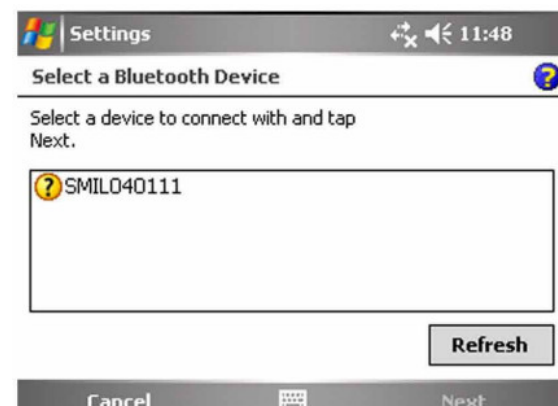 Settings 11:48
Select a Bluetooth Device
Select a device to connect with and tap
Next.
SMIL040111
Refresh
Cancel Next